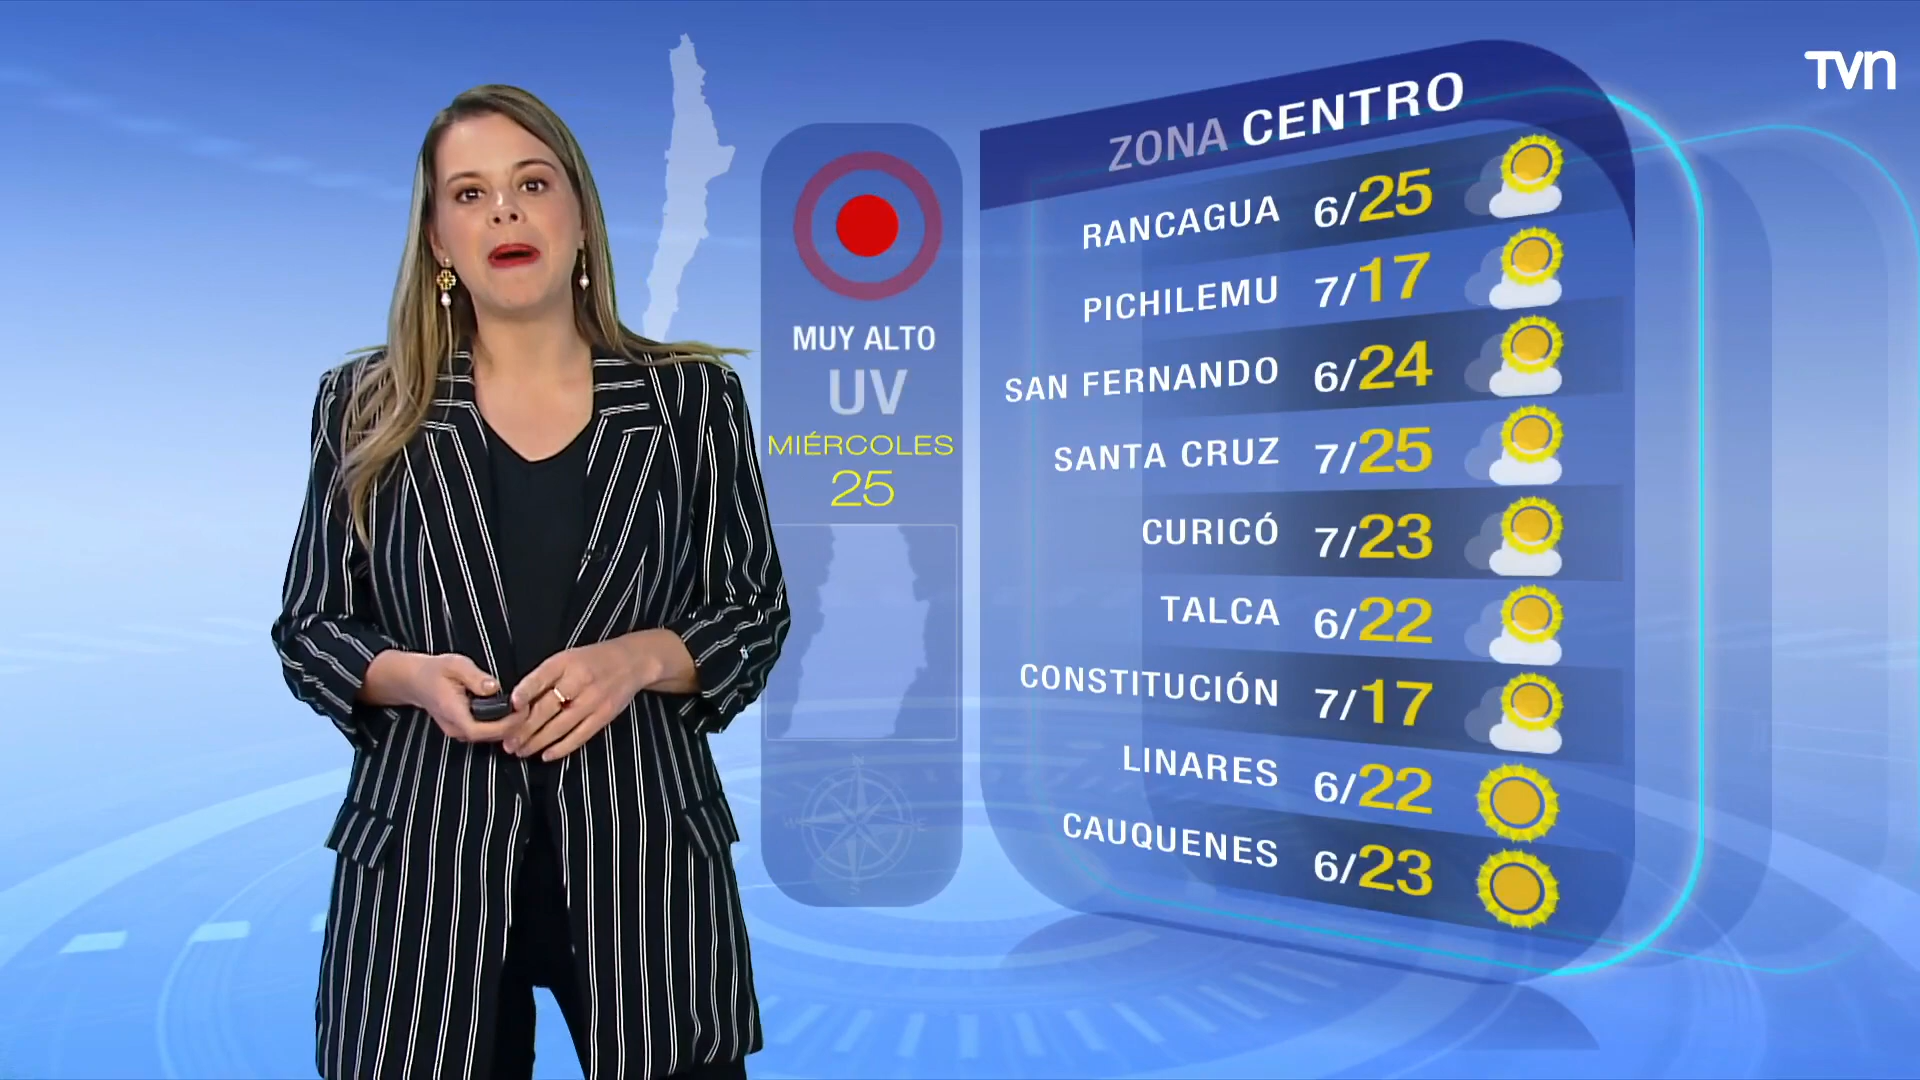 TVN
ZONA CENTRO
RANCAGUA 6/25
PICHILEMU 7/17
SAN FERNANDO 6/24
SANTA CRUZ 7/25
CURICÓ 7/23
TALCA 6/22
CONSTITUCIÓN 7/17
LINARES 6/22
CAUQUENES 6/23
MUY ALTO
UV
MIÉRCOLES
25
N
W E
S